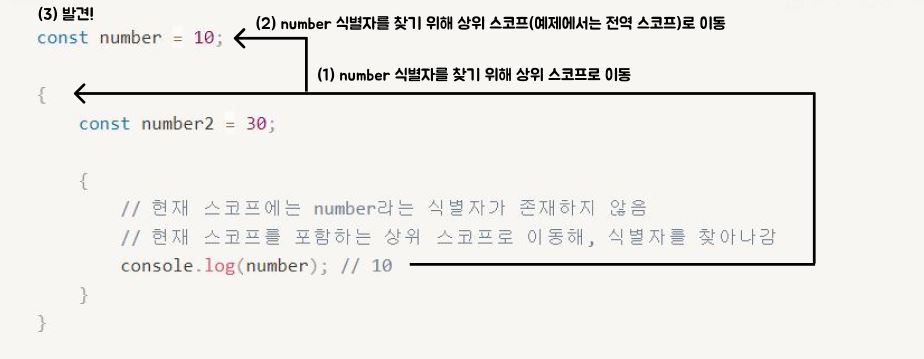 (3) 발견!
(2) number 식별자를 찾기 위해 상위 스코프(예제에서는 전역 스코프)로 이동
const number = 10;
(1) number 식별자를 찾기 위해 상위 스코프로 이동
{
const number2 = 30;
{
// 현재 스코프에는 number라는 식별자가 존재하지 않음
// 현재 스코프를 포함하는 상위 스코프로 이동해, 식별자를 찾아나감
console.log(number); // 10
}
}